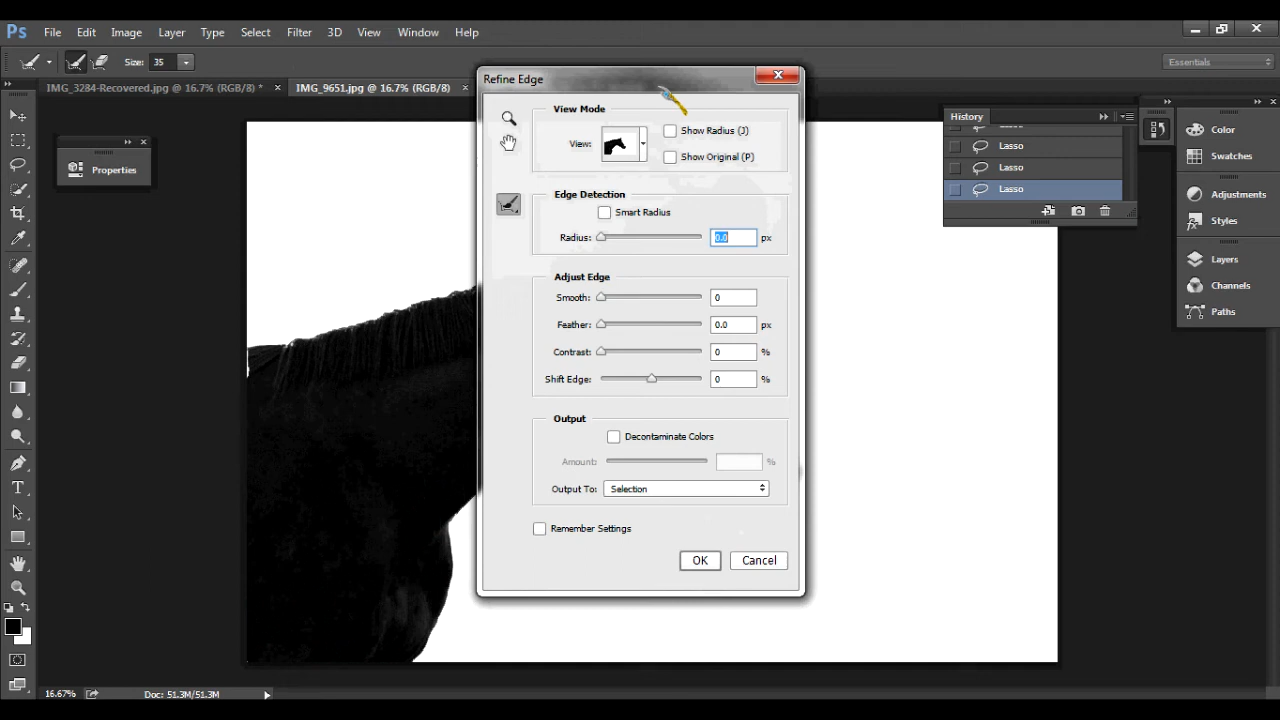 Ps File Edit Image Layer Type Select Filter 3D View Window Help
Size: 35 Essentials
IMG_3284-Recovered.jpg @ 16.7% (RGB/8) * × IMG_9651.jpg @ 16.7% (RGB/8) ×
Refine Edge
View Mode
View: Show Radius (J)
Show Original (P)
Edge Detection
Smart Radius
Radius: 0.0 px
Adjust Edge
Smooth: 0
Feather: 0.0 px
Contrast: 0 %
Shift Edge: 0 %
Output
Decontaminate Colors
Amount: %
Output To: Selection
Remember Settings
OK Cancel
Properties
History
Lasso
Lasso
Lasso
Color
Swatches
Adjustments
Styles
Layers
Channels
Paths
16.67% Doc: 51.3M/51.3M